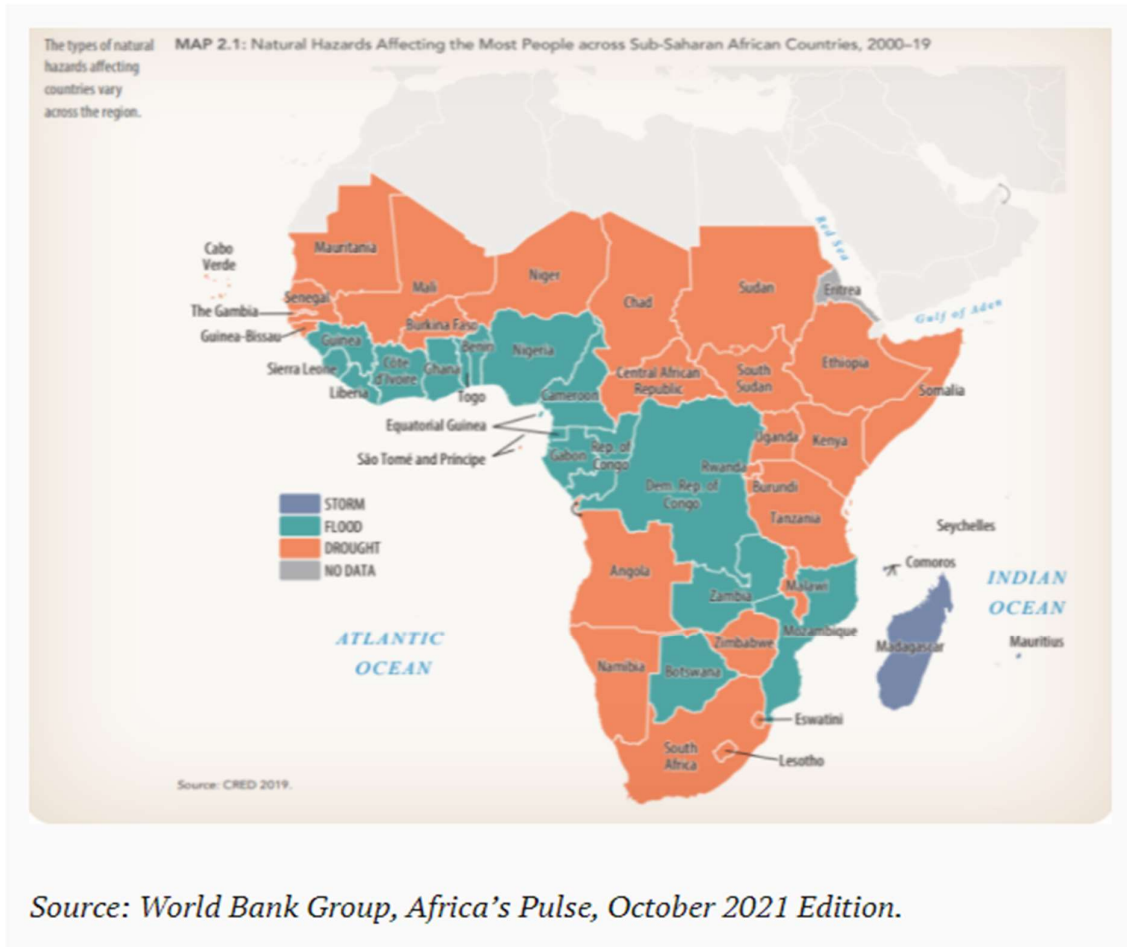 The types of natural
hazards affecting
countries vary
across the region.
MAP 2.1: Natural Hazards Affecting the Most People across Sub-Saharan African Countries, 2000–19
Red Sea
Gulf of Aden
Cabo
Verde
Mauritania
Mali
Niger
Chad
Sudan
Eritrea
Senegal
The Gambia
Guinea-Bissau
Burkina Faso
Guinea
Benin
Nigeria
Sierra Leone
Côte
d'Ivoire
Ghana
Liberia
Togo
Cameroon
Central African
Republic
South
Sudan
Ethiopia
Somalia
Equatorial Guinea
São Tomé and Príncipe
Gabon
Rep. of
Congo
Dem. Rep. of
Congo
Uganda
Kenya
Rwanda
Burundi
Tanzania
STORM
FLOOD
DROUGHT
NO DATA
Seychelles
Comoros
INDIAN
OCEAN
Angola
Zambia
Malawi
Mozambique
Madagascar
Mauritius
ATLANTIC
OCEAN
Zimbabwe
Namibia
Botswana
Eswatini
South
Africa
Lesotho
Source: CRED 2019.
Source: World Bank Group, Africa’s Pulse, October 2021 Edition.